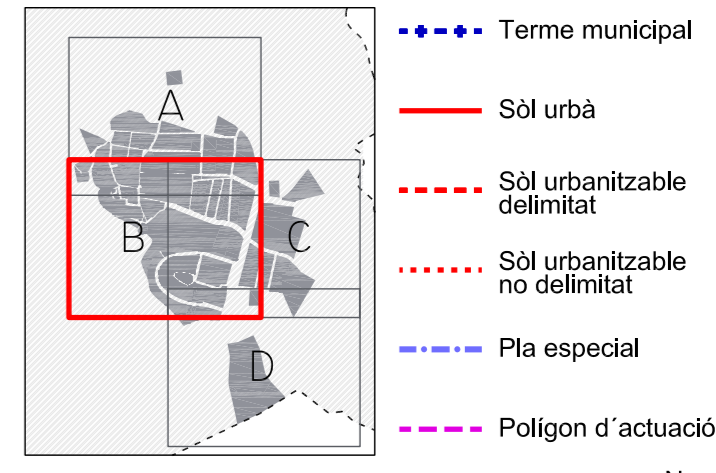 A
B
C
D
Terme municipal
Sòl urbà
Sòl urbanitzable
delimitat
Sòl urbanitzable
no delimitat
Pla especial
Polígon d´actuació